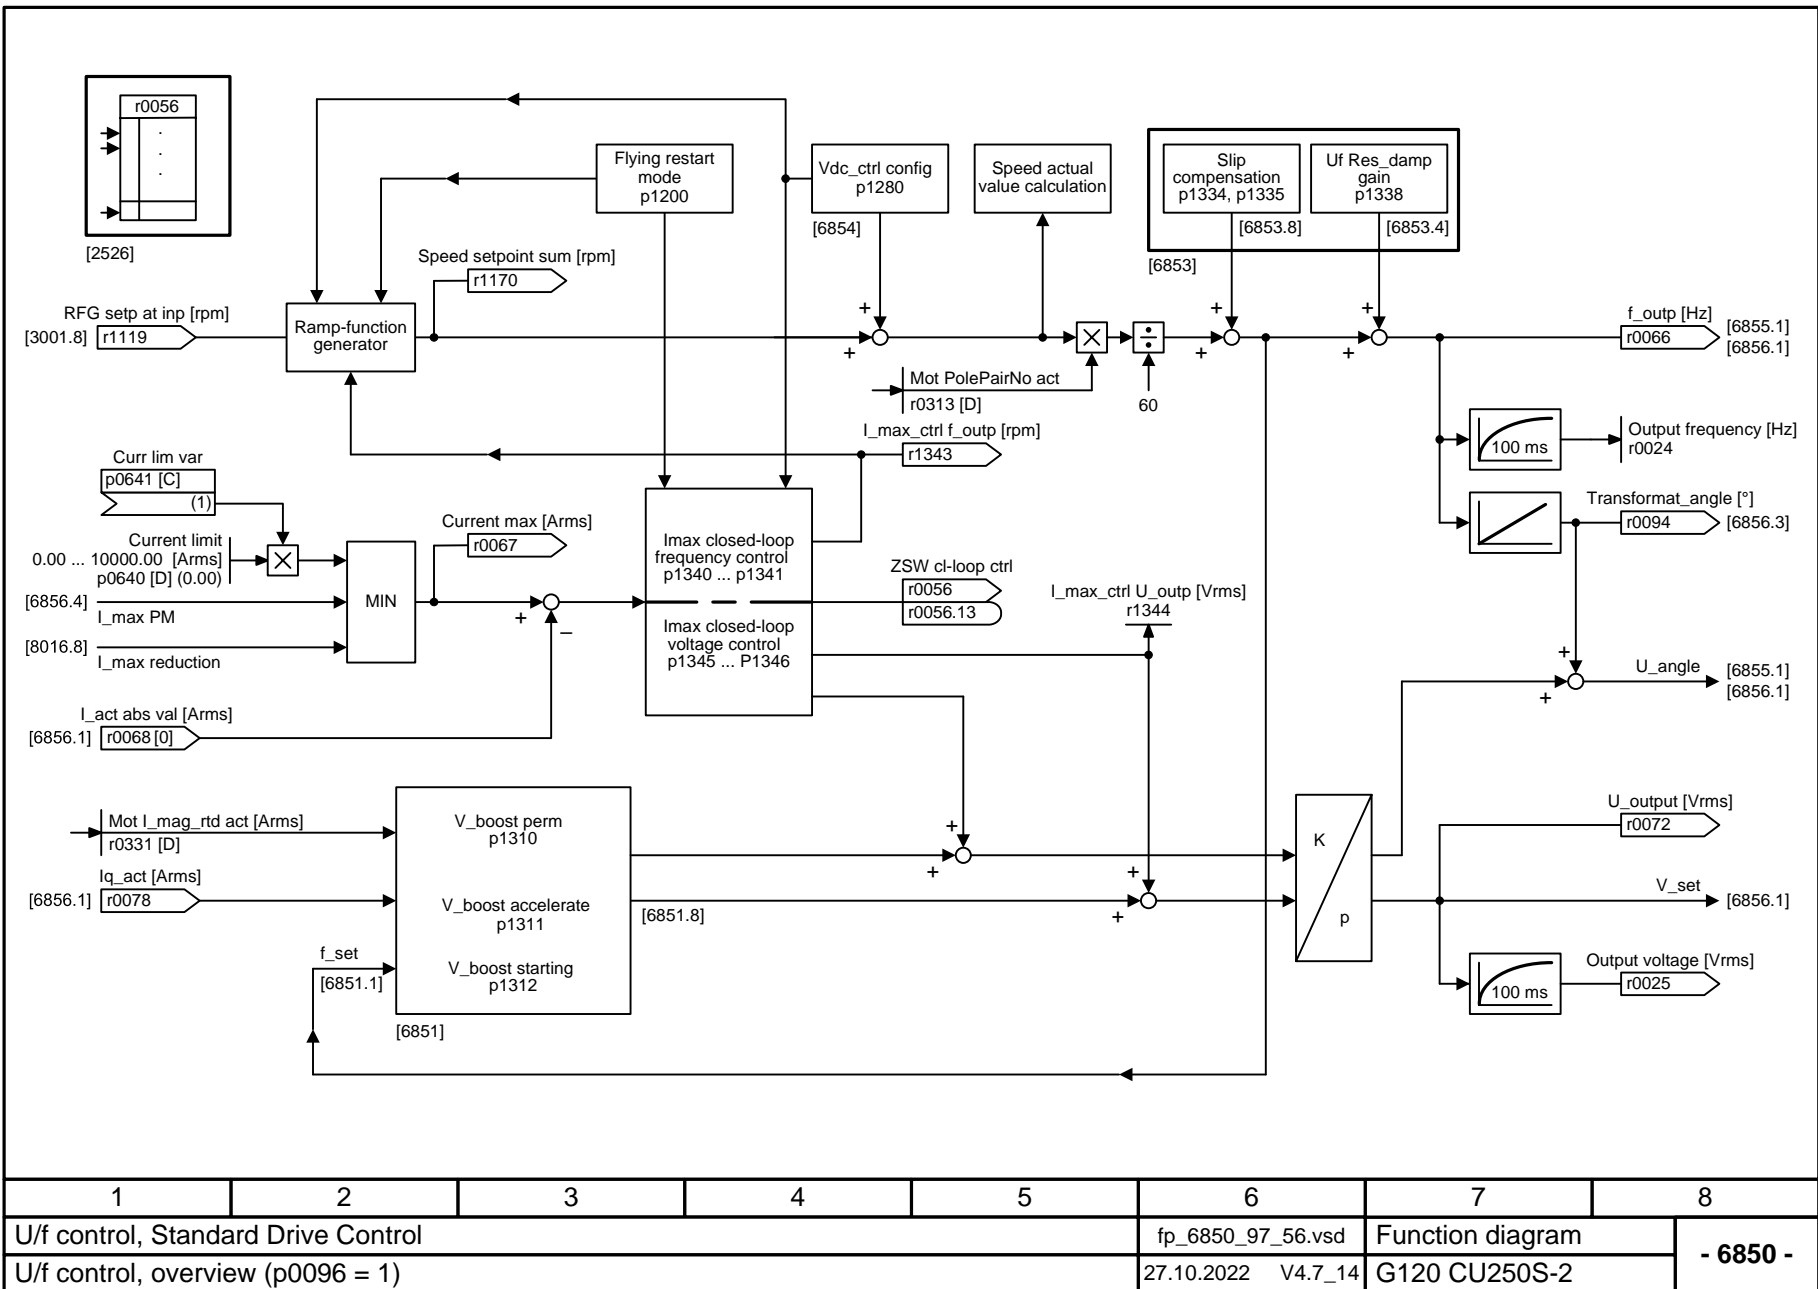 r0056
[2526]
Flying restart
mode
p1200
Vdc_ctrl config
p1280
[6854]
Speed actual
value calculation
Slip
compensation
p1334, p1335
[6853.8]
Uf Res_damp
gain
p1338
[6853.4]
[6853]
Speed setpoint sum [rpm]
r1170
RFG setp at inp [rpm]
[3001.8]
r1119
Ramp-function
generator
+
+
+
+
+
+
f_outp [Hz]
r0066
[6855.1]
[6856.1]
Mot PolePairNo act
r0313 [D]
60
I_max_ctrl f_outp [rpm]
r1343
100 ms
Output frequency [Hz]
r0024
Transformat_angle [°]
r0094
[6856.3]
Curr lim var
p0641 [C]
(1)
Current limit
0.00 ... 10000.00 [Arms]
p0640 [D] (0.00)
[6856.4]
I_max PM
[8016.8]
I_max reduction
MIN
Current max [Arms]
r0067
+
–
Imax closed-loop
frequency control
p1340 ... p1341
Imax closed-loop
voltage control
p1345 ... P1346
ZSW cl-loop ctrl
r0056
r0056.13
I_max_ctrl U_outp [Vrms]
r1344
+
+
U_angle
[6855.1]
[6856.1]
I_act abs val [Arms]
[6856.1]
r0068 [0]
Mot I_mag_rtd act [Arms]
r0331 [D]
Iq_act [Arms]
[6856.1]
r0078
f_set
[6851.1]
V_boost perm
p1310
V_boost accelerate
p1311
V_boost starting
p1312
[6851]
[6851.8]
+
+
+
+
K
p
U_output [Vrms]
r0072
V_set
[6856.1]
100 ms
Output voltage [Vrms]
r0025
1 2 3 4 5 6 7 8
U/f control, Standard Drive Control
fp_6850_97_56.vsd
Function diagram
- 6850 -
U/f control, overview (p0096 = 1)
27.10.2022 V4.7_14
G120 CU250S-2